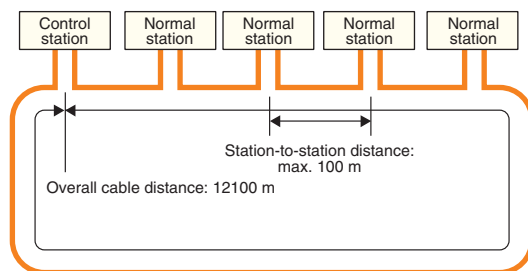 Control
station
Normal
station
Normal
station
Normal
station
Normal
station
Station-to-station distance:
max. 100 m
Overall cable distance: 12100 m